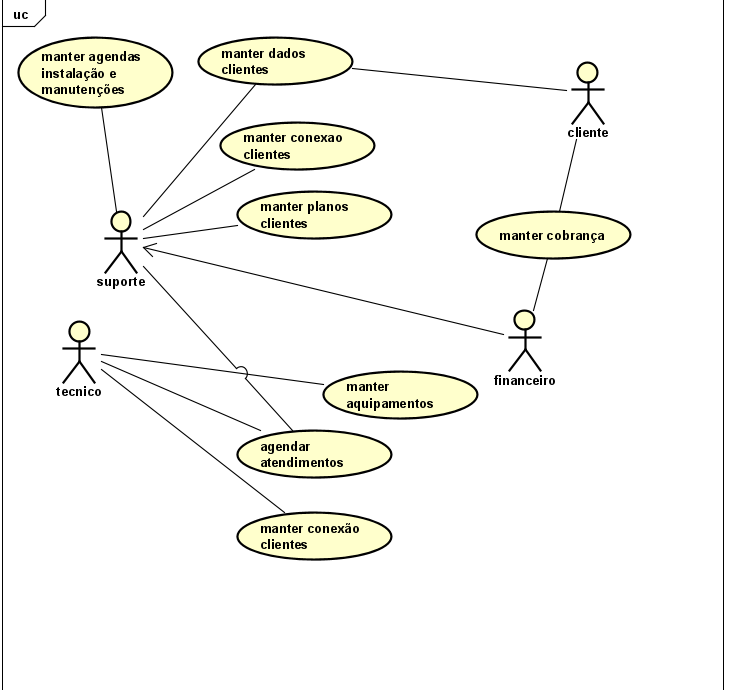 uc
manter agendas
instalação e
manutenções
manter dados
clientes
cliente
manter conexao
clientes
manter planos
clientes
manter cobrança
suporte
tecnico
financeiro
manter
aquipamentos
agendar
atendimentos
manter conexão
clientes